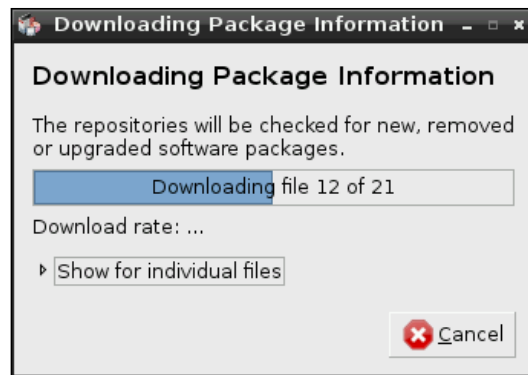 Downloading Package Information
Downloading Package Information
The repositories will be checked for new, removed
or upgraded software packages.
Downloading file 12 of 21
Download rate: ...
Show for individual files
Cancel